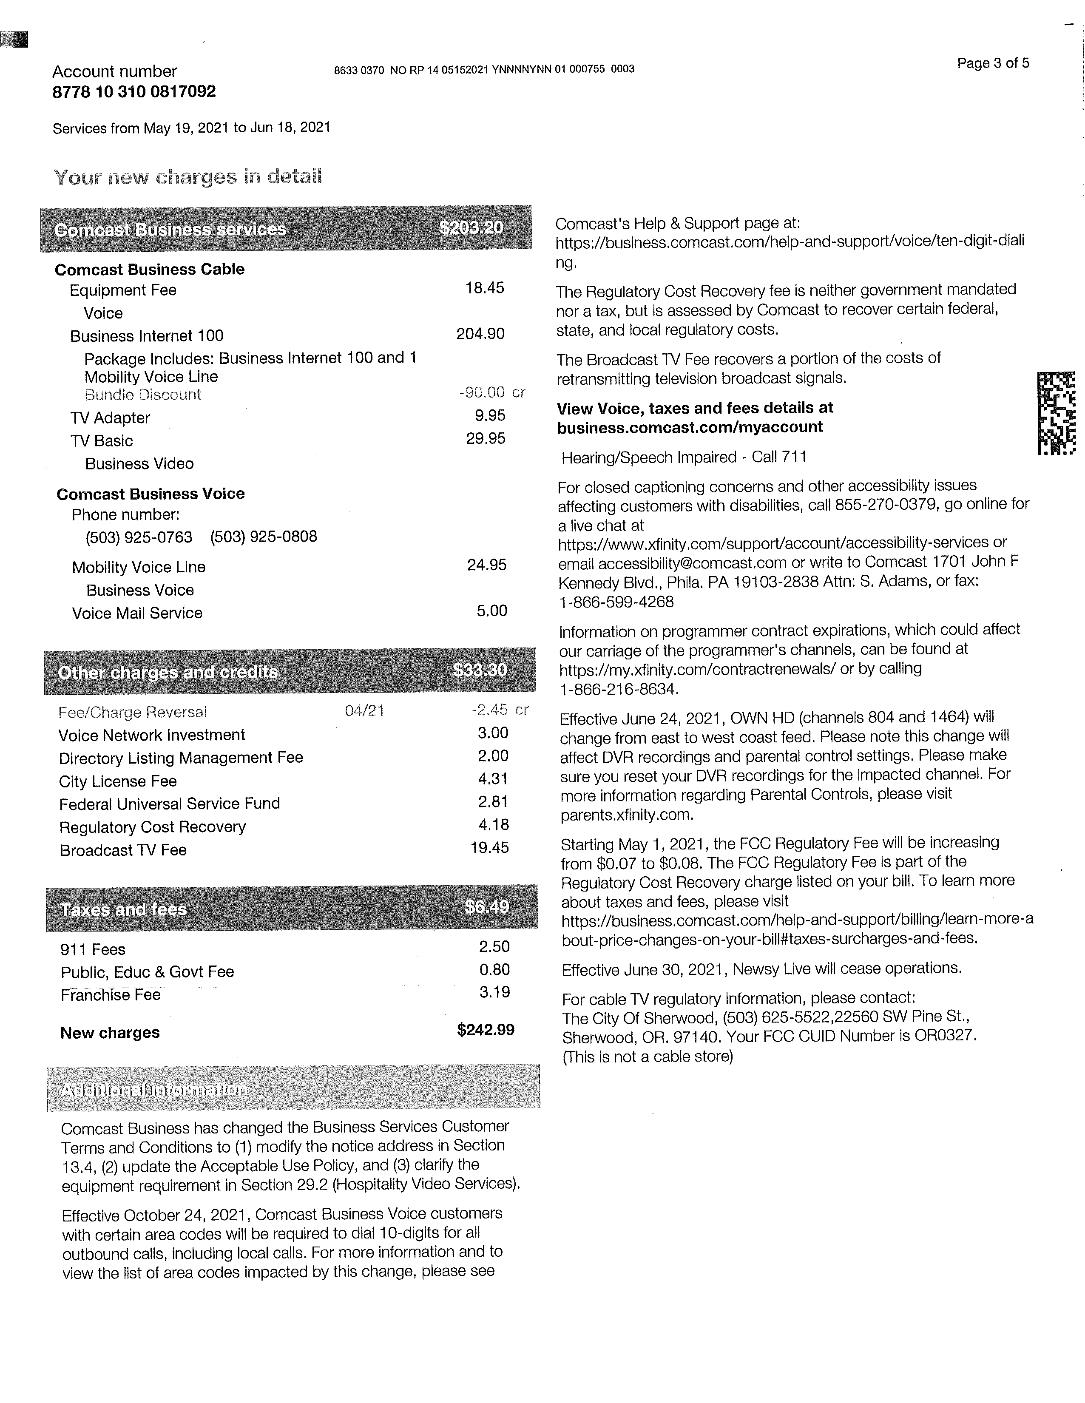 Account number
8778 10 310 0817092
8633 0370 NO RP 14 05152021 YNNNNYNN 01 000755 0003
Page 3 of 5
Services from May 19, 2021 to Jun 18, 2021
Your new charges in detail
Comcast Business services $203.20
Comcast Business Cable
Equipment Fee 18.45
Voice
Business Internet 100 204.90
Package Includes: Business Internet 100 and 1
Mobility Voice Line
Bundle Discount -90.00 cr
TV Adapter 9.95
TV Basic 29.95
Business Video
Comcast Business Voice
Phone number:
(503) 925-0763 (503) 925-0808
Mobility Voice Line 24.95
Business Voice
Voice Mail Service 5.00
Other charges and credits $33.30
Fee/Charge Reversal 04/21 -2.45 cr
Voice Network Investment 3.00
Directory Listing Management Fee 2.00
City License Fee 4.31
Federal Universal Service Fund 2.81
Regulatory Cost Recovery 4.18
Broadcast TV Fee 19.45
Taxes and fees $6.49
911 Fees 2.50
Public, Educ & Govt Fee 0.80
Franchise Fee 3.19
New charges $242.99
Additional information
Comcast Business has changed the Business Services Customer
Terms and Conditions to (1) modify the notice address in Section
13.4, (2) update the Acceptable Use Policy, and (3) clarify the
equipment requirement in Section 29.2 (Hospitality Video Services).
Effective October 24, 2021, Comcast Business Voice customers
with certain area codes will be required to dial 10-digits for all
outbound calls, including local calls. For more information and to
view the list of area codes impacted by this change, please see
Comcast's Help & Support page at:
https://business.comcast.com/help-and-support/voice/ten-digit-diali
ng.
The Regulatory Cost Recovery fee is neither government mandated
nor a tax, but is assessed by Comcast to recover certain federal,
state, and local regulatory costs.
The Broadcast TV Fee recovers a portion of the costs of
retransmitting television broadcast signals.
View Voice, taxes and fees details at
business.comcast.com/myaccount
Hearing/Speech Impaired - Call 711
For closed captioning concerns and other accessibility issues
affecting customers with disabilities, call 855-270-0379, go online for
a live chat at
https://www.xfinity.com/support/account/accessibility-services or
email accessibility@comcast.com or write to Comcast 1701 John F
Kennedy Blvd., Phila. PA 19103-2838 Attn: S. Adams, or fax:
1-866-599-4268
Information on programmer contract expirations, which could affect
our carriage of the programmer's channels, can be found at
https://my.xfinity.com/contractrenewals/ or by calling
1-866-216-8634.
Effective June 24, 2021, OWN HD (channels 804 and 1464) will
change from east to west coast feed. Please note this change will
affect DVR recordings and parental control settings. Please make
sure you reset your DVR recordings for the impacted channel. For
more information regarding Parental Controls, please visit
parents.xfinity.com.
Starting May 1, 2021, the FCC Regulatory Fee will be increasing
from $0.07 to $0.08. The FCC Regulatory Fee is part of the
Regulatory Cost Recovery charge listed on your bill. To learn more
about taxes and fees, please visit
https://business.comcast.com/help-and-support/billing/learn-more-a
bout-price-changes-on-your-bill#taxes-surcharges-and-fees.
Effective June 30, 2021, Newsy Live will cease operations.
For cable TV regulatory information, please contact:
The City Of Sherwood, (503) 625-5522,22560 SW Pine St.,
Sherwood, OR. 97140. Your FCC CUID Number is OR0327.
(This is not a cable store)